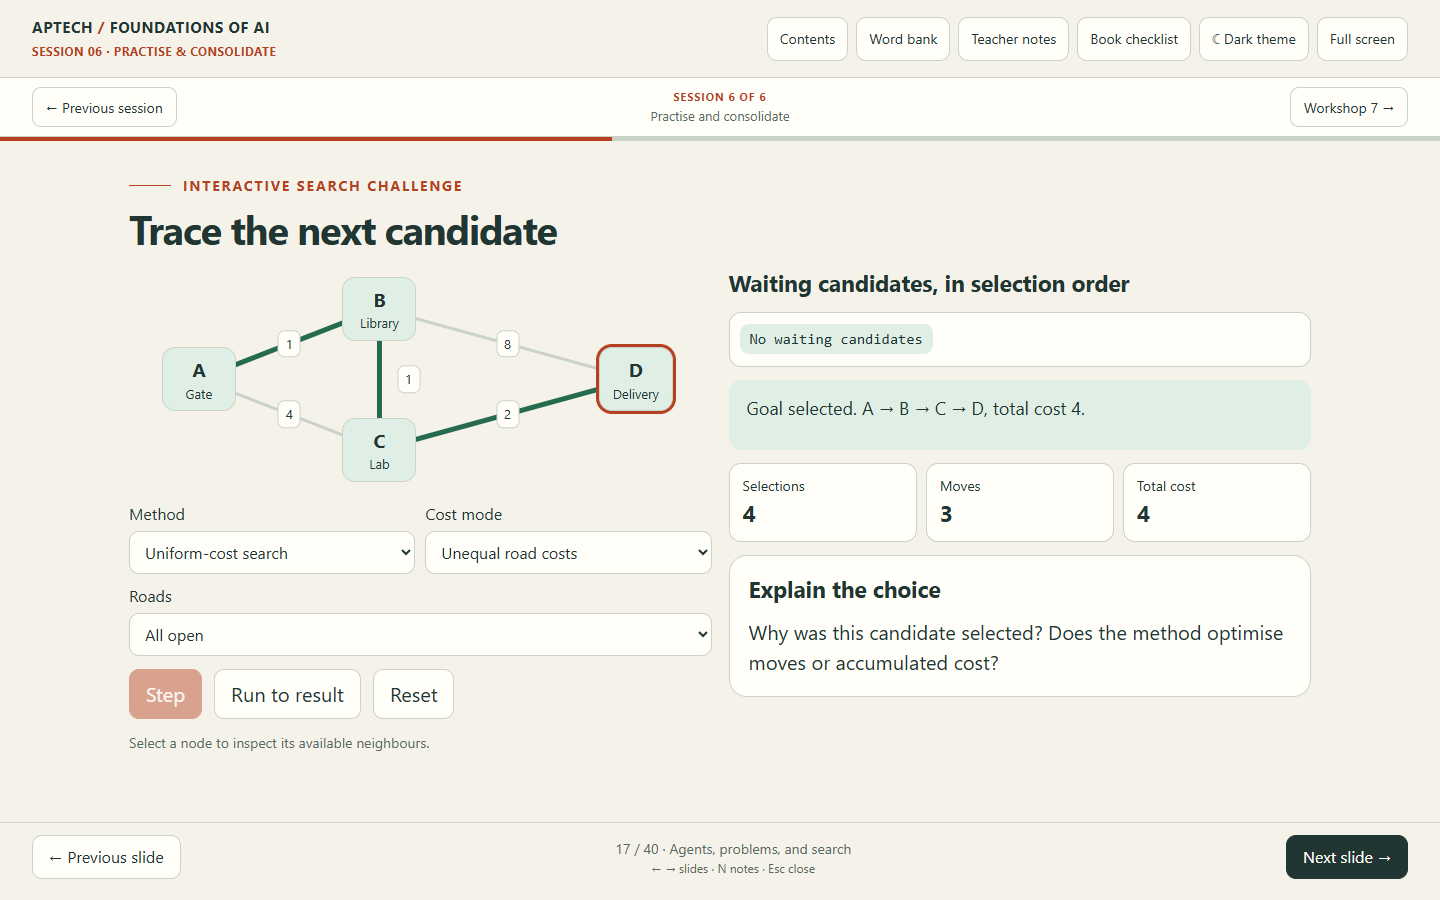 APTECH / FOUNDATIONS OF AI
SESSION 06 · PRACTISE & CONSOLIDATE
Contents
Word bank
Teacher notes
Book checklist
☾ Dark theme
Full screen
← Previous session
SESSION 6 OF 6
Practise and consolidate
Workshop 7 →
INTERACTIVE SEARCH CHALLENGE
Trace the next candidate
B
Library
1
8
A
Gate
1
D
Delivery
4
2
C
Lab
Method
Cost mode
Uniform-cost search
Unequal road costs
Roads
All open
Step
Run to result
Reset
Select a node to inspect its available neighbours.
Waiting candidates, in selection order
No waiting candidates
Goal selected. A → B → C → D, total cost 4.
Selections
4
Moves
3
Total cost
4
Explain the choice
Why was this candidate selected? Does the method optimise
moves or accumulated cost?
← Previous slide
17 / 40 · Agents, problems, and search
← → slides · N notes · Esc close
Next slide →